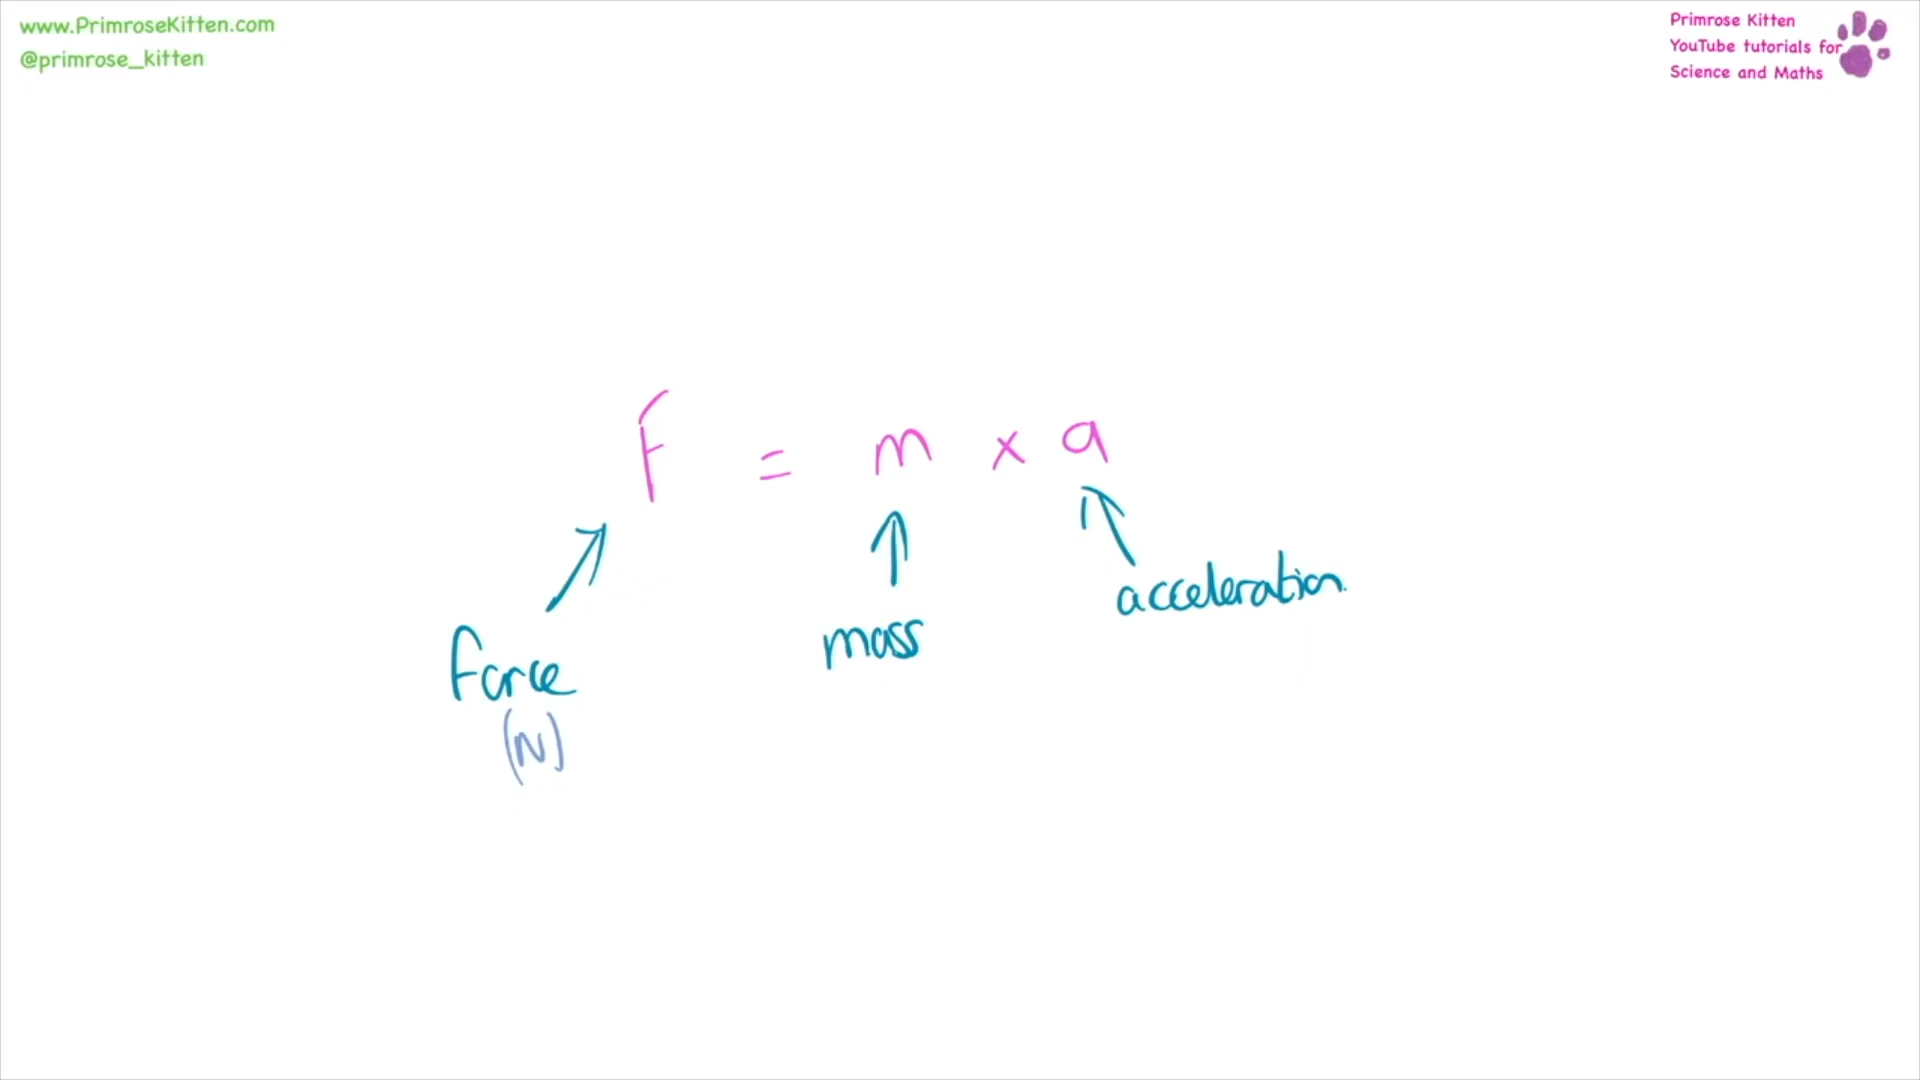 www.PrimroseKitten.com
@primrose_kitten
Primrose Kitten
YouTube tutorials for
Science and Maths
F = m x a
force
(N)
mass
acceleration